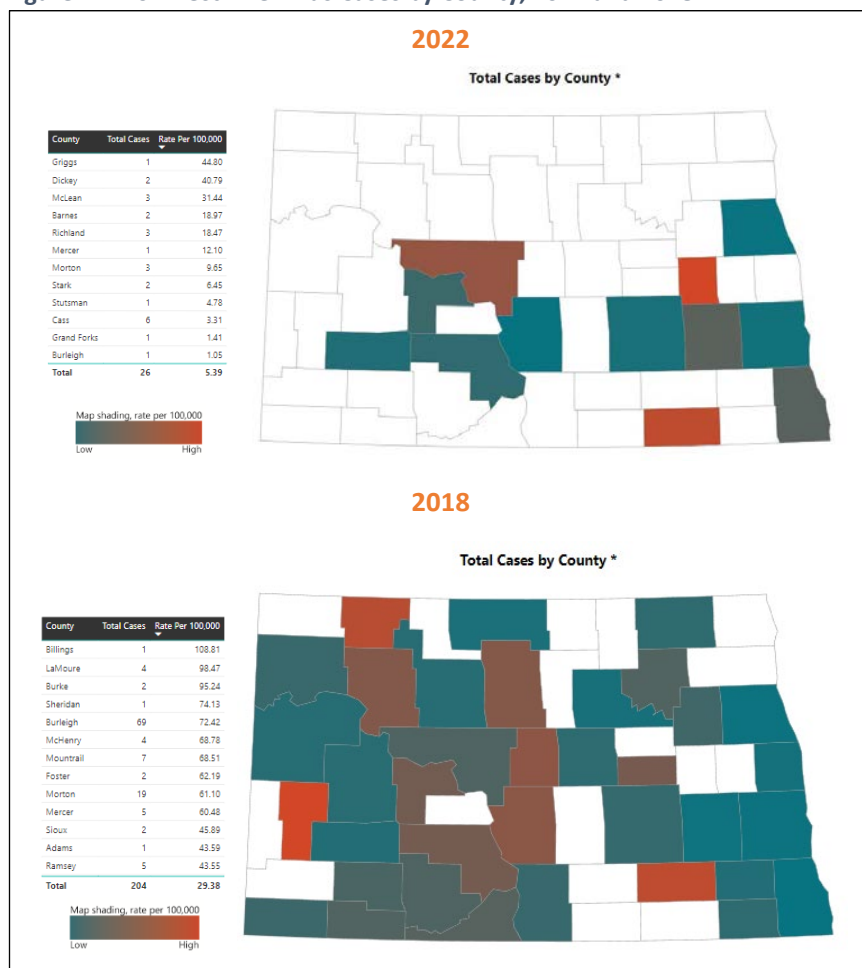 2022
Total Cases by County *
County Total Cases Rate Per 100,000
Griggs 1 44.80
Dickey 2 40.79
McLean 3 31.44
Barnes 2 18.97
Richland 3 18.47
Mercer 1 12.10
Morton 3 9.65
Stark 2 6.45
Stutsman 1 4.78
Cass 6 3.31
Grand Forks 1 1.41
Burleigh 1 1.05
Total 26 5.39
Map shading, rate per 100,000
Low High
2018
Total Cases by County *
County Total Cases Rate Per 100,000
Billings 1 108.81
LaMoure 4 98.47
Burke 2 95.24
Sheridan 1 74.13
Burleigh 69 72.42
McHenry 4 68.78
Mountrail 7 68.51
Foster 2 62.19
Morton 19 61.10
Mercer 5 60.48
Sioux 2 45.89
Adams 1 43.59
Ramsey 5 43.55
Total 204 29.38
Map shading, rate per 100,000
Low High